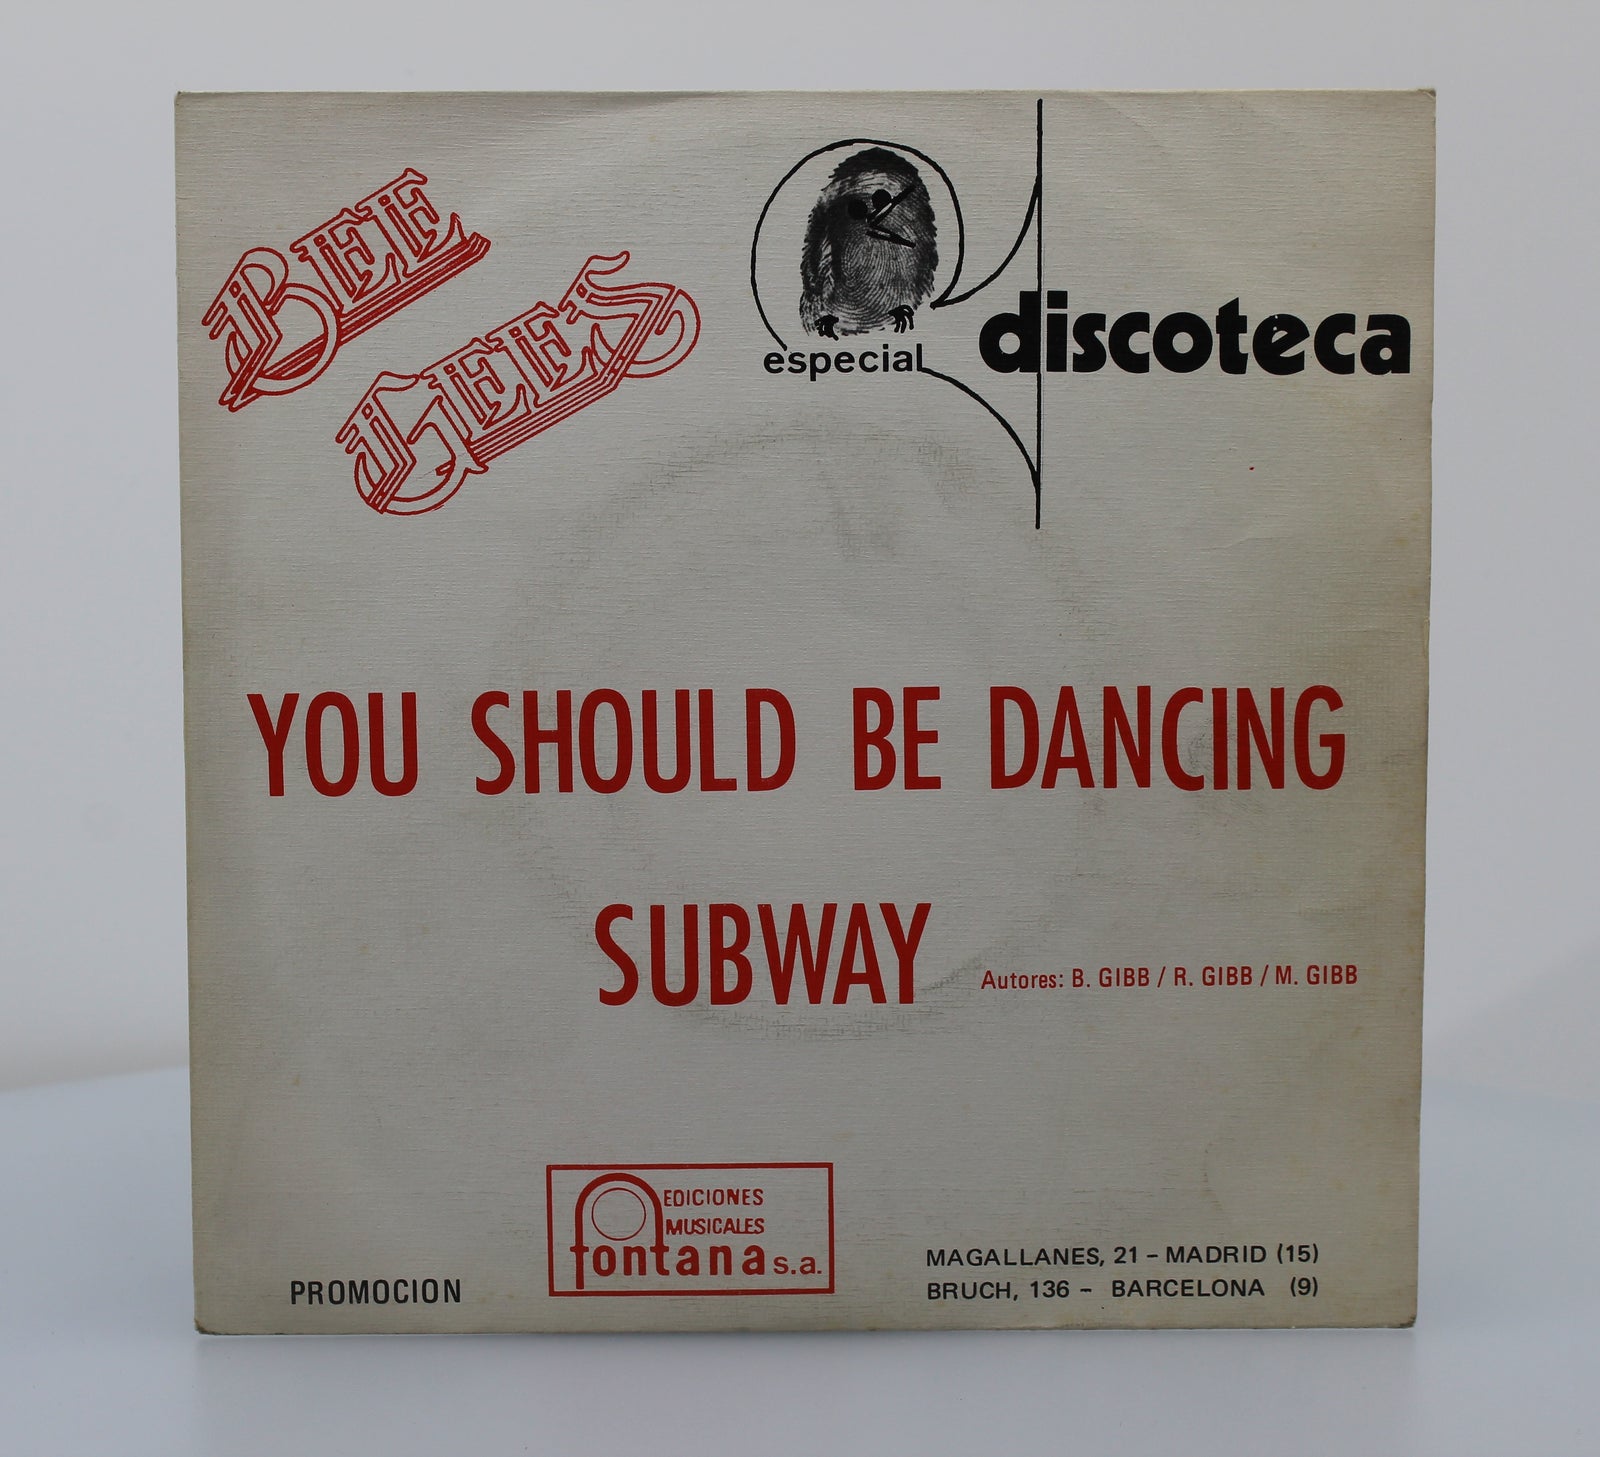 BEE
GEES
especial
discoteca
YOU SHOULD BE DANCING
SUBWAY
Autores: B. GIBB / R. GIBB / M. GIBB
EDICIONES
MUSICALES
fontana s.a.
PROMOCION
MAGALLANES, 21 – MADRID (15)
BRUCH, 136 – BARCELONA (9)